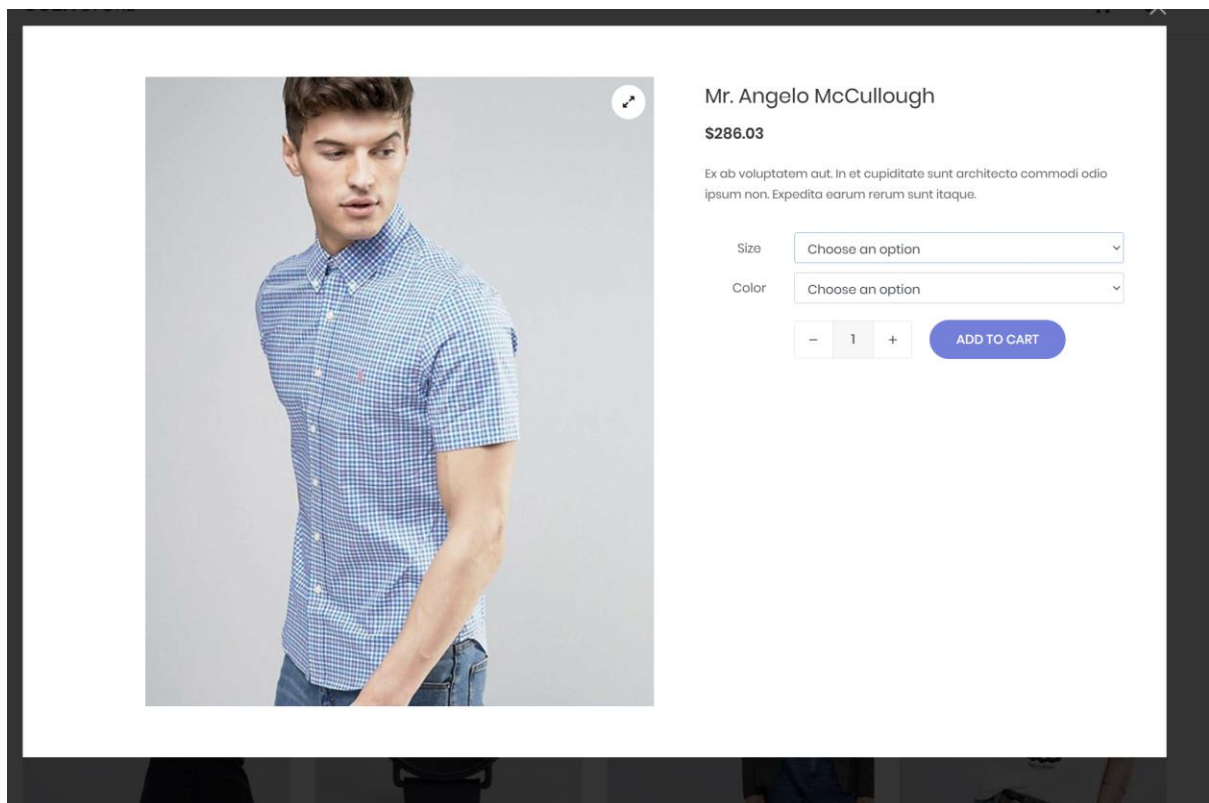 Mr. Angelo McCullough
$286.03
Ex ab voluptatem aut. In et cupiditate sunt architecto commodi odio
ipsum non. Expedita earum rerum sunt itaque.
Size Choose an option
Color Choose an option
− 1 + ADD TO CART